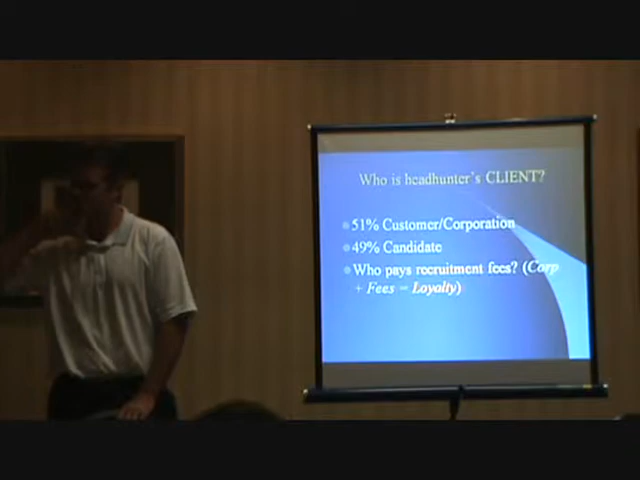 Who is headhunter's CLIENT?
51% Customer/Corporation
49% Candidate
Who pays recruitment fees? (Corp
+ Fees = Loyalty)